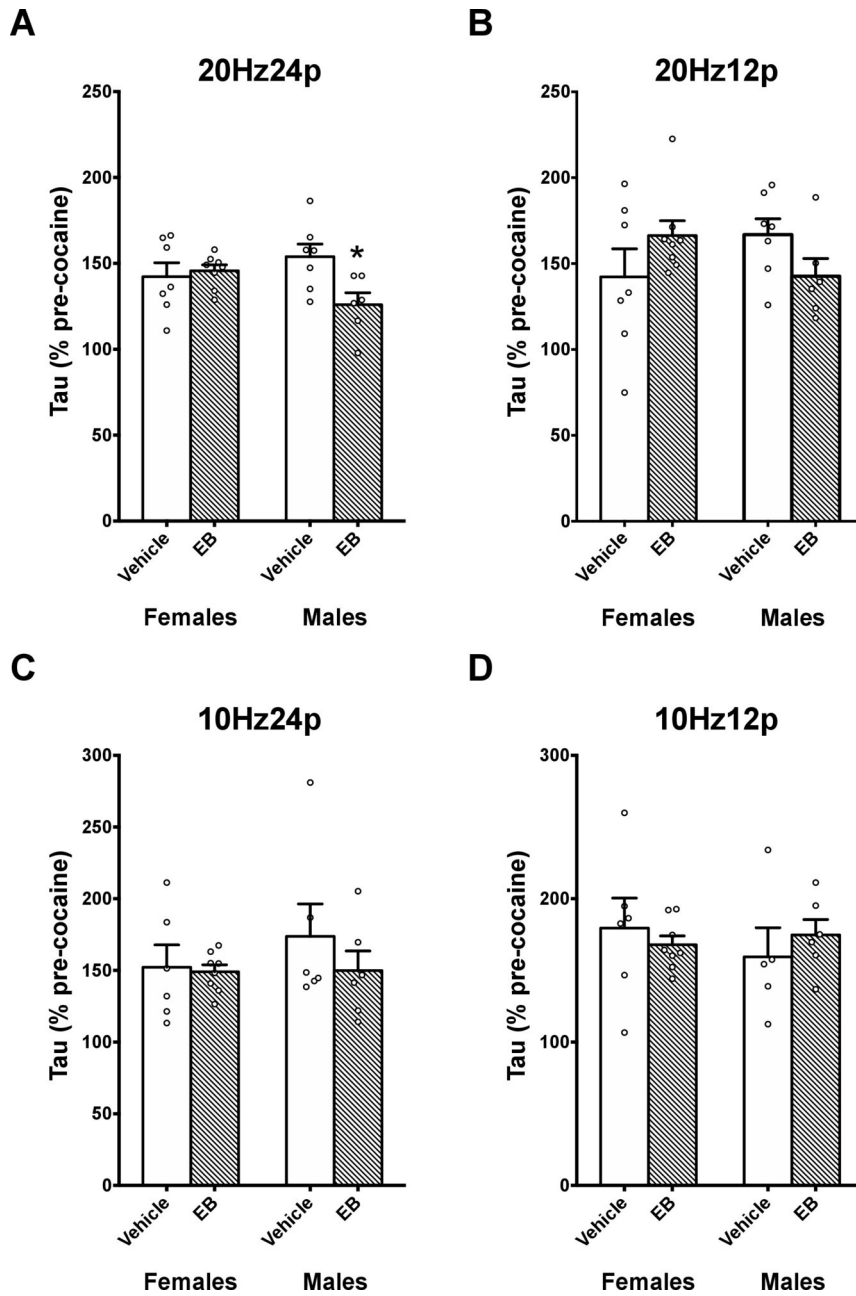 A
20Hz24p
Tau (% pre-cocaine)
250
200
150
100
50
0
*
Vehicle
EB
Vehicle
EB
Females
Males
B
20Hz12p
Tau (% pre-cocaine)
250
200
150
100
50
0
Vehicle
EB
Vehicle
EB
Females
Males
C
10Hz24p
Tau (% pre-cocaine)
300
250
200
150
100
50
0
Vehicle
EB
Vehicle
EB
Females
Males
D
10Hz12p
Tau (% pre-cocaine)
300
200
100
0
Vehicle
EB
Vehicle
EB
Females
Males